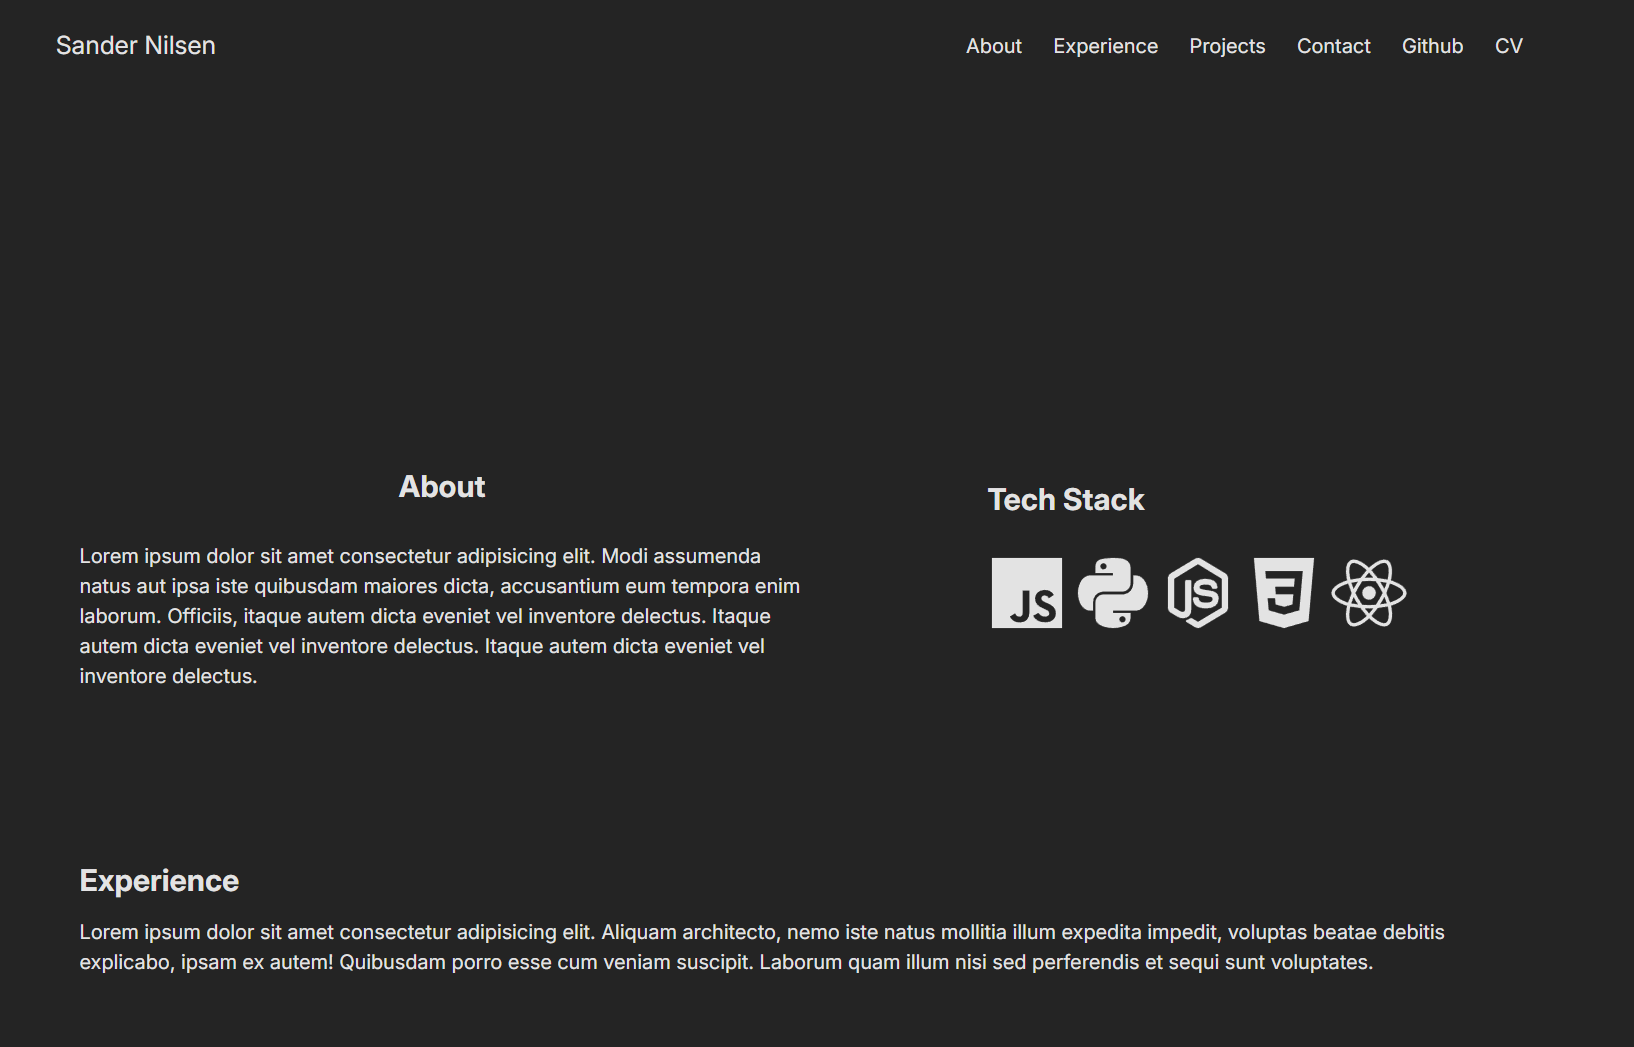 Sander Nilsen
About Experience Projects Contact Github CV
About
Lorem ipsum dolor sit amet consectetur adipisicing elit. Modi assumenda
natus aut ipsa iste quibusdam maiores dicta, accusantium eum tempora enim
laborum. Officiis, itaque autem dicta eveniet vel inventore delectus. Itaque
autem dicta eveniet vel inventore delectus. Itaque autem dicta eveniet vel
inventore delectus.
Tech Stack
JS
JS
3
Experience
Lorem ipsum dolor sit amet consectetur adipisicing elit. Aliquam architecto, nemo iste natus mollitia illum expedita impedit, voluptas beatae debitis
explicabo, ipsam ex autem! Quibusdam porro esse cum veniam suscipit. Laborum quam illum nisi sed perferendis et sequi sunt voluptates.